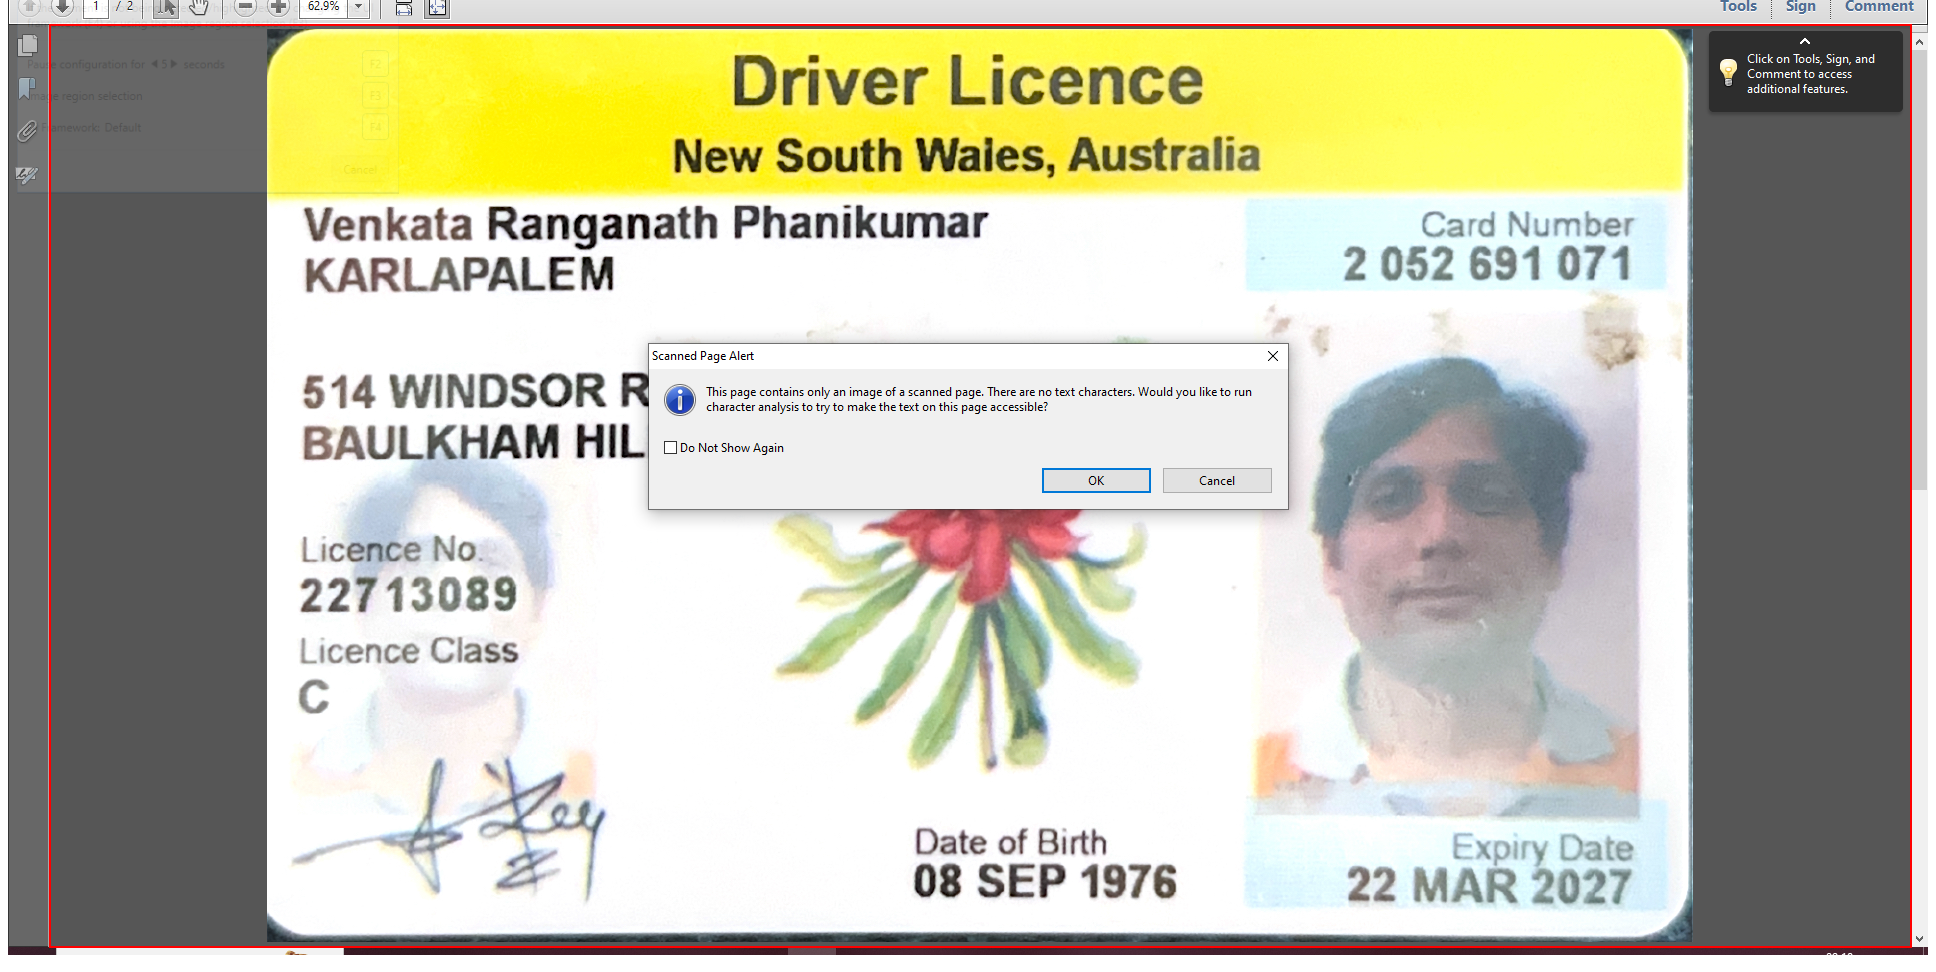 1 / 2 62.9% Tools Sign Comment
Pause configuration for 5 seconds F2
Image region selection F3
Framework: Default F4
Cancel
Click on Tools, Sign, and
Comment to access
additional features.
Driver Licence
New South Wales, Australia
Venkata Ranganath Phanikumar
KARLAPALEM
Card Number
2 052 691 071
514 WINDSOR R
BAULKHAM HIL
Scanned Page Alert
This page contains only an image of a scanned page. There are no text characters. Would you like to run
character analysis to try to make the text on this page accessible?
Do Not Show Again
OK Cancel
Licence No.
22713089
Licence Class
C
Date of Birth
08 SEP 1976
Expiry Date
22 MAR 2027